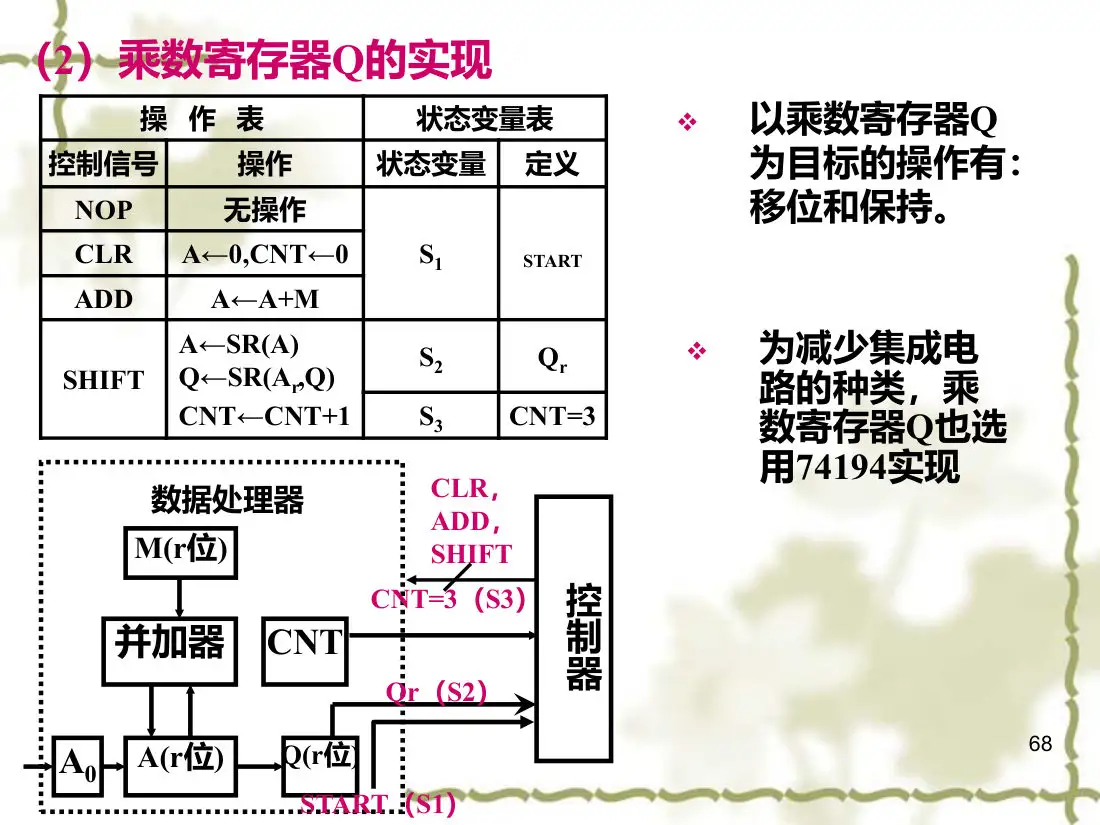 （2）乘数寄存器Q的实现
操 作 表 状态变量表
控制信号 操作 状态变量 定义
NOP 无操作
CLR A←0,CNT←0 S1 START
ADD A←A+M
SHIFT A←SR(A)
Q←SR(Ar,Q) S2 Qr
CNT←CNT+1 S3 CNT=3
❖ 以乘数寄存器Q
为目标的操作有：
移位和保持。
❖ 为减少集成电
路的种类，乘
数寄存器Q也选
用74194实现
数据处理器
M(r位)
并加器
CNT
A0
A(r位)
Q(r位)
CLR，
ADD，
SHIFT
CNT=3（S3）
Qr（S2）
START（S1）
控制器
68